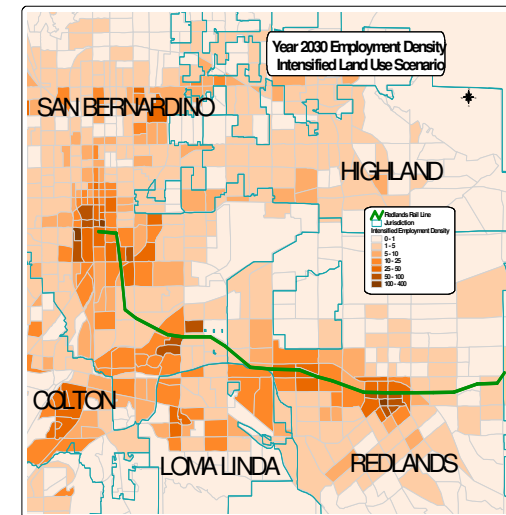 Year 2030 Employment Density
Intensified Land Use Scenario
SAN BERNARDINO
HIGHLAND
Redlands Rail Line
Jurisdiction
Intensified Employment Density
0 - 1
1 - 5
5 - 10
10 - 25
25 - 50
50 - 100
100 - 400
COLTON
LOMA LINDA
REDLANDS